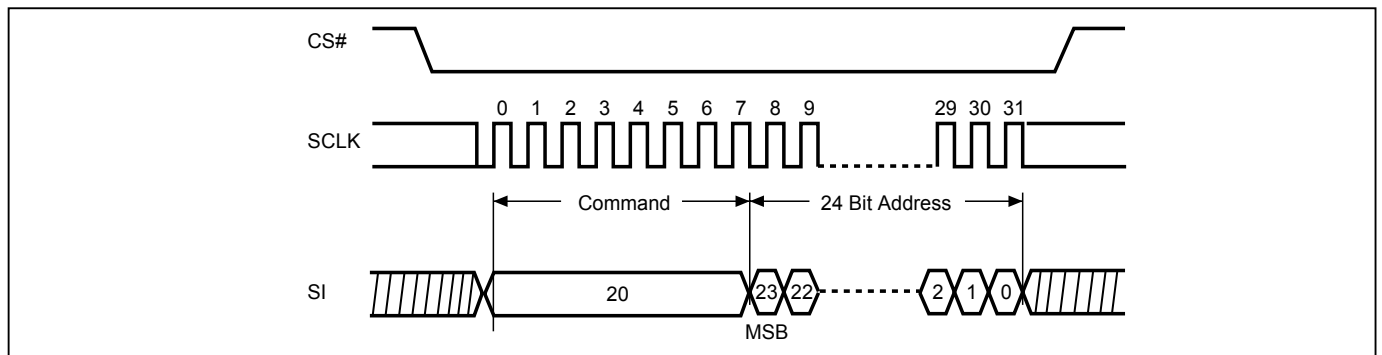 CS#
0 1 2 3 4 5 6 7 8 9 29 30 31
SCLK
Command 24 Bit Address
SI 20 23 22 2 1 0
MSB